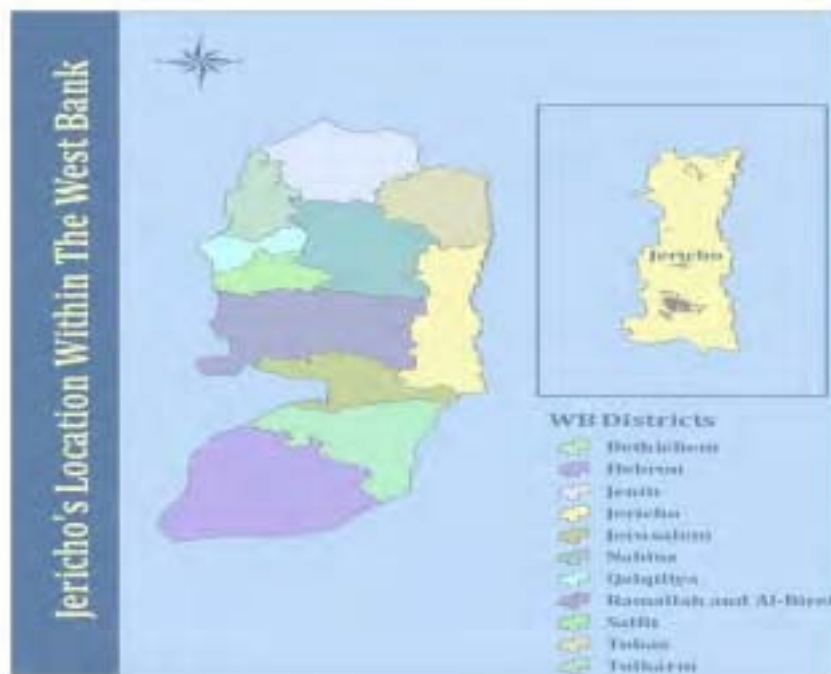 Jericho's Location Within The West Bank
Jericho
WB Districts
Bethlehem
Hebron
Jenin
Jericho
Jerusalem
Nablus
Qalqiliya
Ramallah and Al-Bireh
Salfit
Tubas
Tulkarm